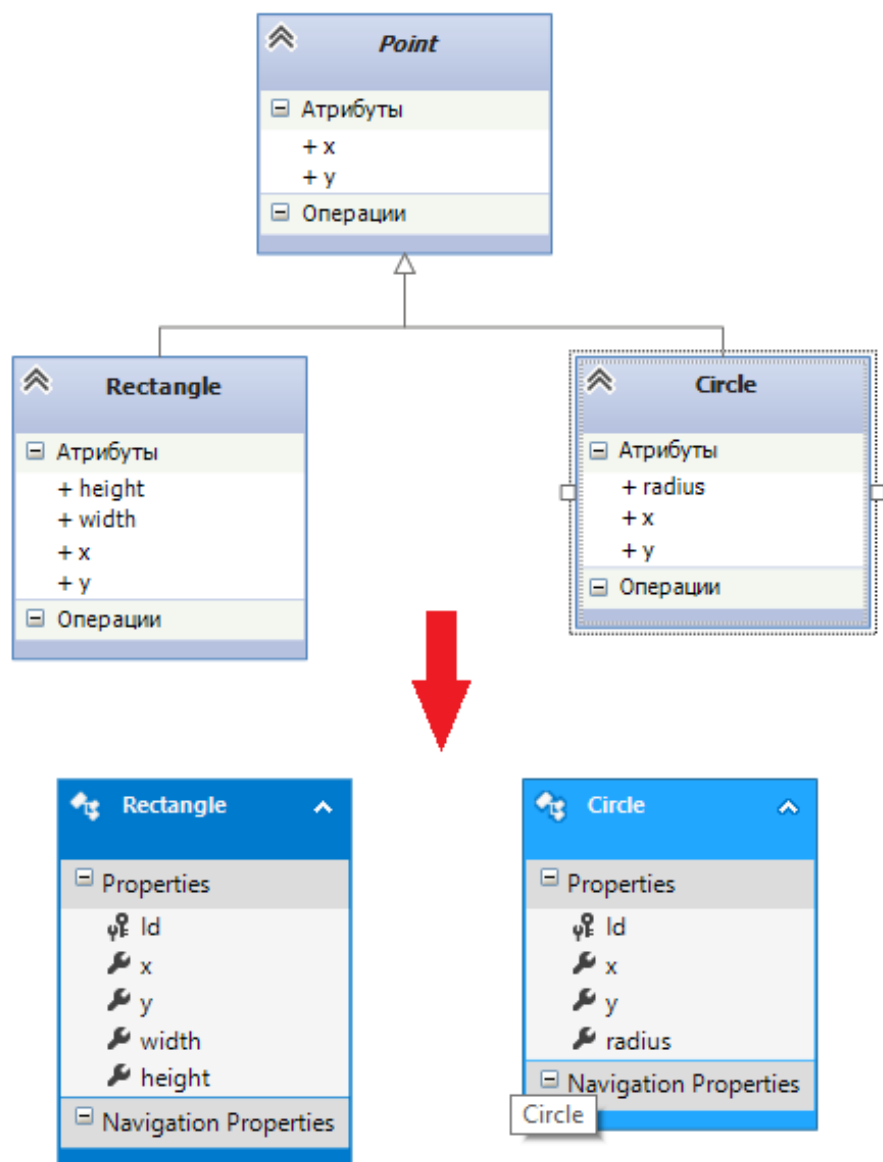 Point
Атрибуты
+ x
+ y
Операции
Rectangle
Атрибуты
+ height
+ width
+ x
+ y
Операции
Circle
Атрибуты
+ radius
+ x
+ y
Операции
Rectangle
Properties
Id
x
y
width
height
Navigation Properties
Circle
Properties
Id
x
y
radius
Navigation Properties
Circle